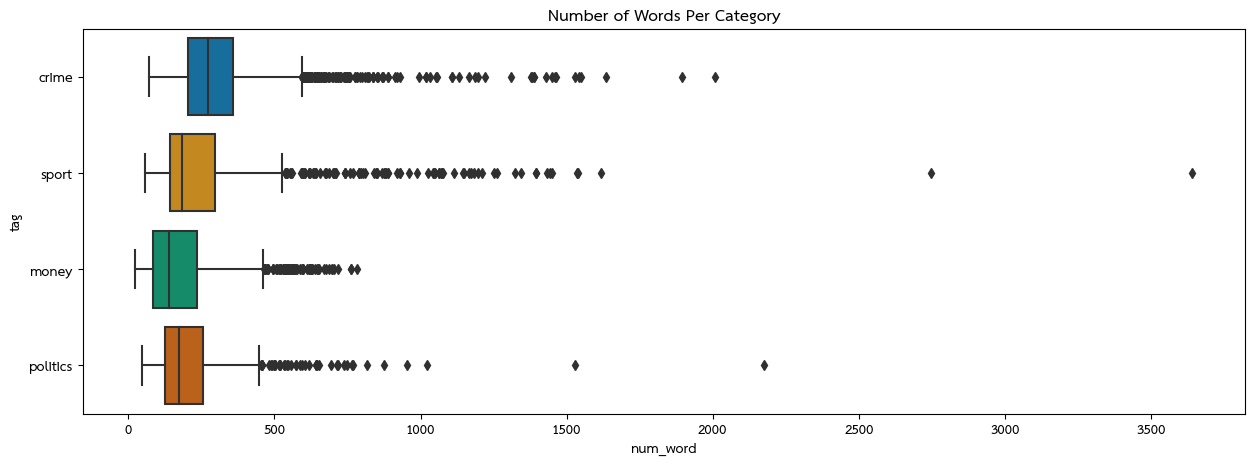 Number of Words Per Category
crime
sport
money
politics
tag
0 500 1000 1500 2000 2500 3000 3500
num_word